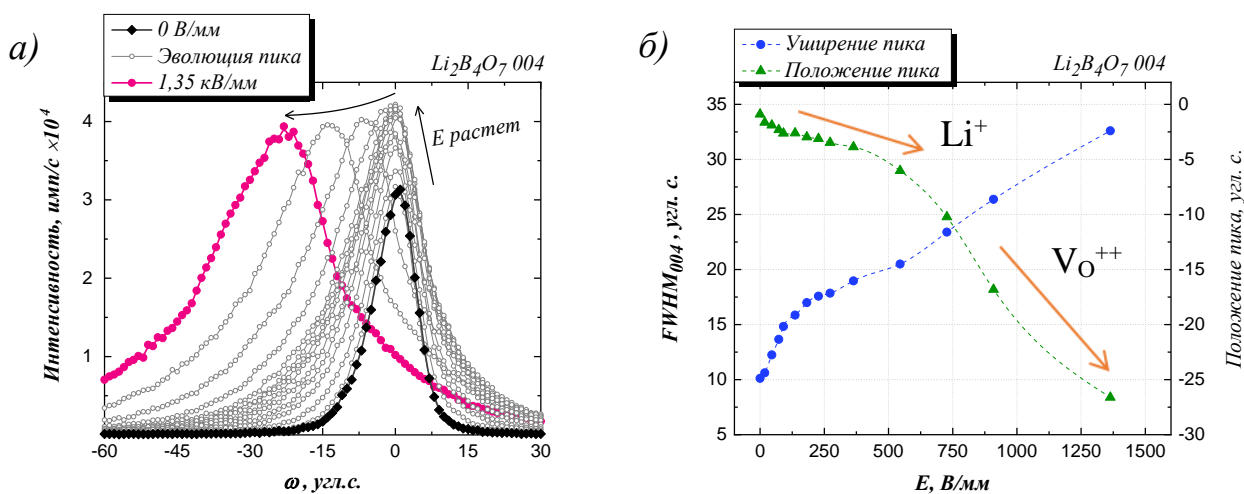 а)
0 В/мм
Эволюция пика
1,35 кВ/мм
Li2B4O7 004
E растет
Интенсивность, имп/с ×10^4
4
3
2
1
-60 -45 -30 -15 0 15 30
ω, угл.с.
б)
Уширение пика
Положение пика
Li2B4O7 004
Li+
VO++
FWHM004, угл. с.
35
30
25
20
15
10
5
0
-5
-10
-15
-20
-25
-30
Положение пика, угл. с.
0 250 500 750 1000 1250 1500
E, В/мм